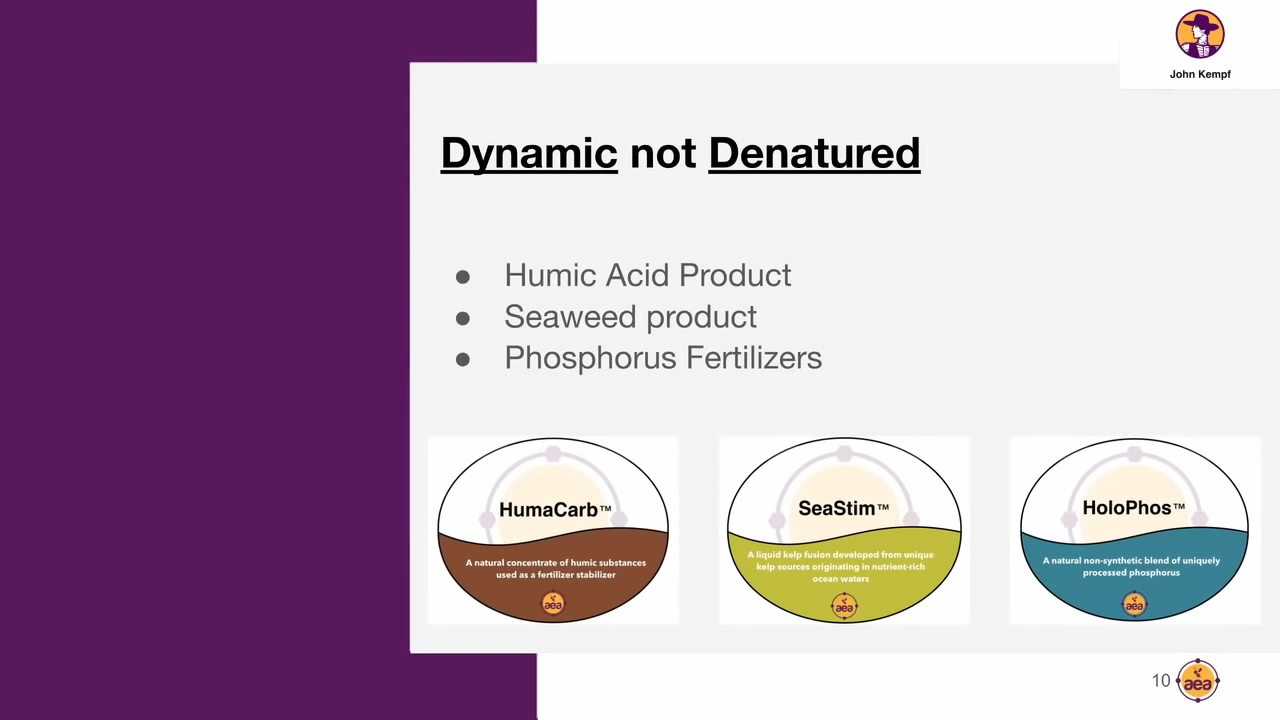 John Kempf
Dynamic not Denatured
● Humic Acid Product
● Seaweed product
● Phosphorus Fertilizers
HumaCarb™
A natural concentrate of humic substances
used as a fertilizer stabilizer
aea
SeaStim™
A liquid kelp fusion developed from unique
kelp sources originating in nutrient-rich
ocean waters
aea
HoloPhos™
A natural non-synthetic blend of uniquely
processed phosphorus
aea
10
aea